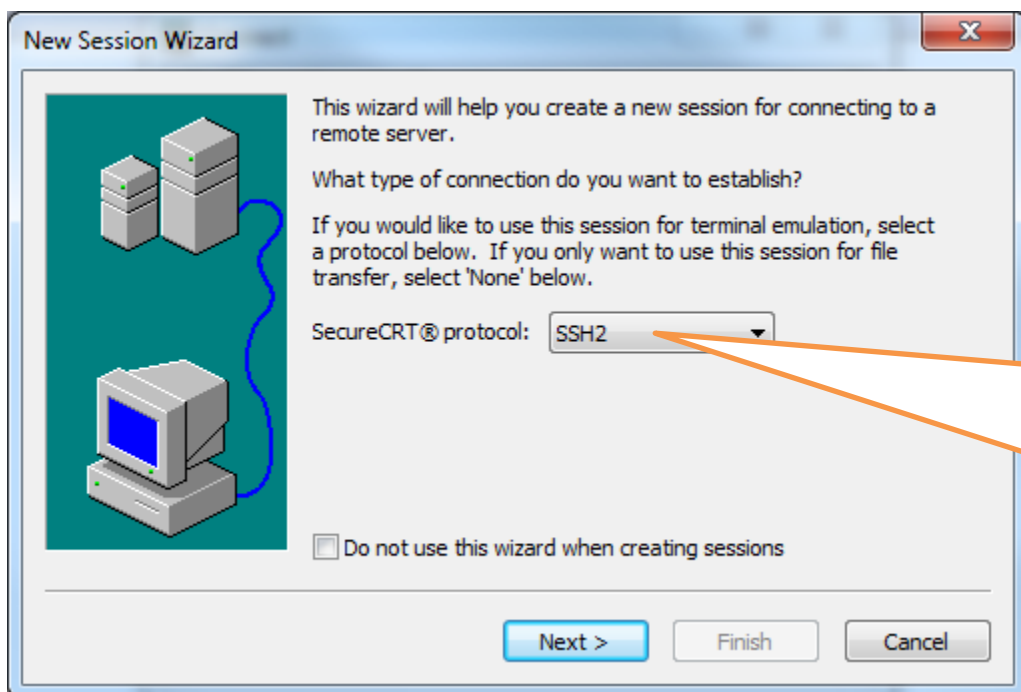 New Session Wizard
This wizard will help you create a new session for connecting to a
remote server.
What type of connection do you want to establish?
If you would like to use this session for terminal emulation, select
a protocol below.  If you only want to use this session for file
transfer, select 'None' below.
SecureCRT® protocol: SSH2
Do not use this wizard when creating sessions
Next > Finish Cancel